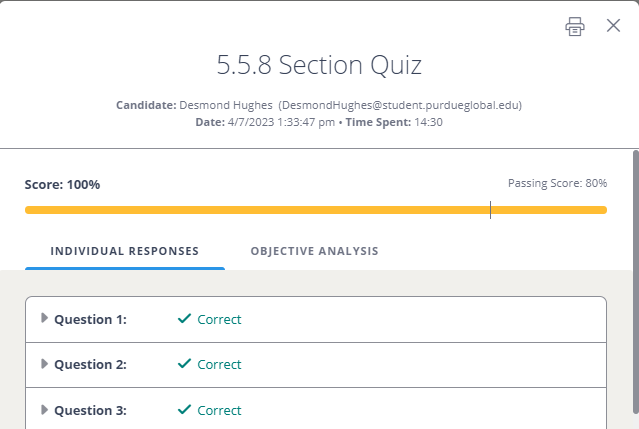 5.5.8 Section Quiz
Candidate: Desmond Hughes (DesmondHughes@student.purdueglobal.edu)
Date: 4/7/2023 1:33:47 pm • Time Spent: 14:30
Score: 100%
Passing Score: 80%
INDIVIDUAL RESPONSES
OBJECTIVE ANALYSIS
Question 1: Correct
Question 2: Correct
Question 3: Correct